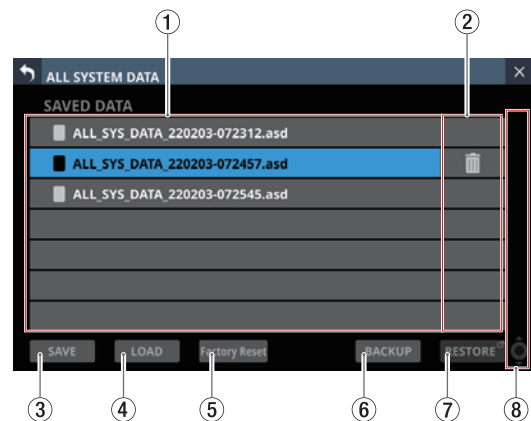 ① ②
ALL SYSTEM DATA ×
SAVED DATA
ALL_SYS_DATA_220203-072312.asd
ALL_SYS_DATA_220203-072457.asd
ALL_SYS_DATA_220203-072545.asd
SAVE LOAD Factory Reset BACKUP RESTORE
③ ④ ⑤ ⑥ ⑦ ⑧